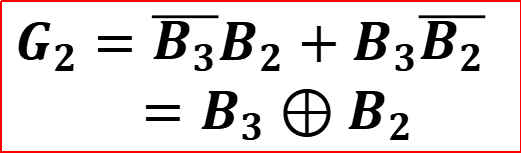 G₂ = B̅₃B₂ + B₃B̅₂
= B₃ ⊕ B₂